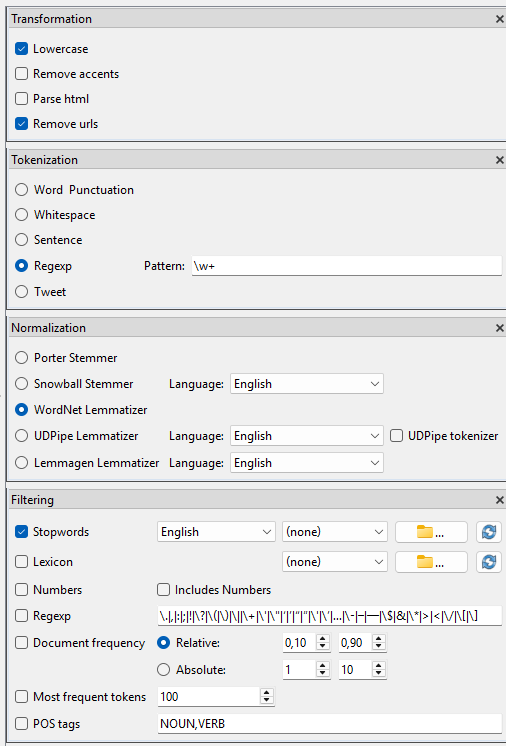 Transformation
Lowercase
Remove accents
Parse html
Remove urls
Tokenization
Word Punctuation
Whitespace
Sentence
Regexp Pattern: \w+
Tweet
Normalization
Porter Stemmer
Snowball Stemmer Language: English
WordNet Lemmatizer
UDPipe Lemmatizer Language: English UDPipe tokenizer
Lemmagen Lemmatizer Language: English
Filtering
Stopwords English (none) ...
Lexicon (none) ...
Numbers Includes Numbers
Regexp \.|,|:|;|!|\?|\(|\)|\||\+|\'|\"|‘|’|“|”|\'|\’|…|\-|–|—|\$|&|\*|>|<|\/|\[|\]
Document frequency Relative: 0,10 0,90
Absolute: 1 10
Most frequent tokens 100
POS tags NOUN,VERB